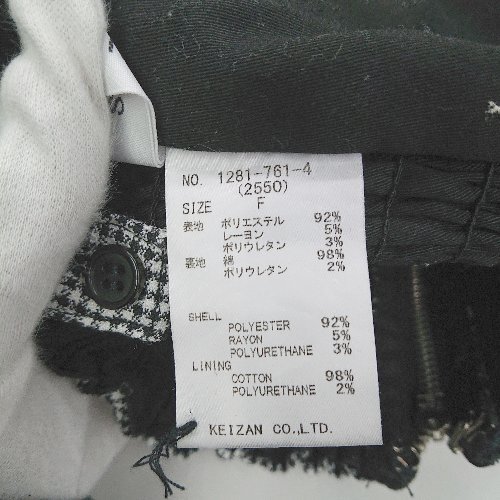 NO. 1281-761-4
(2550)
SIZE F
表地 ポリエステル 92%
レーヨン 5%
ポリウレタン 3%
裏地 綿 98%
ポリウレタン 2%
SHELL
POLYESTER 92%
RAYON 5%
POLYURETHANE 3%
LINING
COTTON 98%
POLYURETHANE 2%
KEIZAN CO.,LTD.